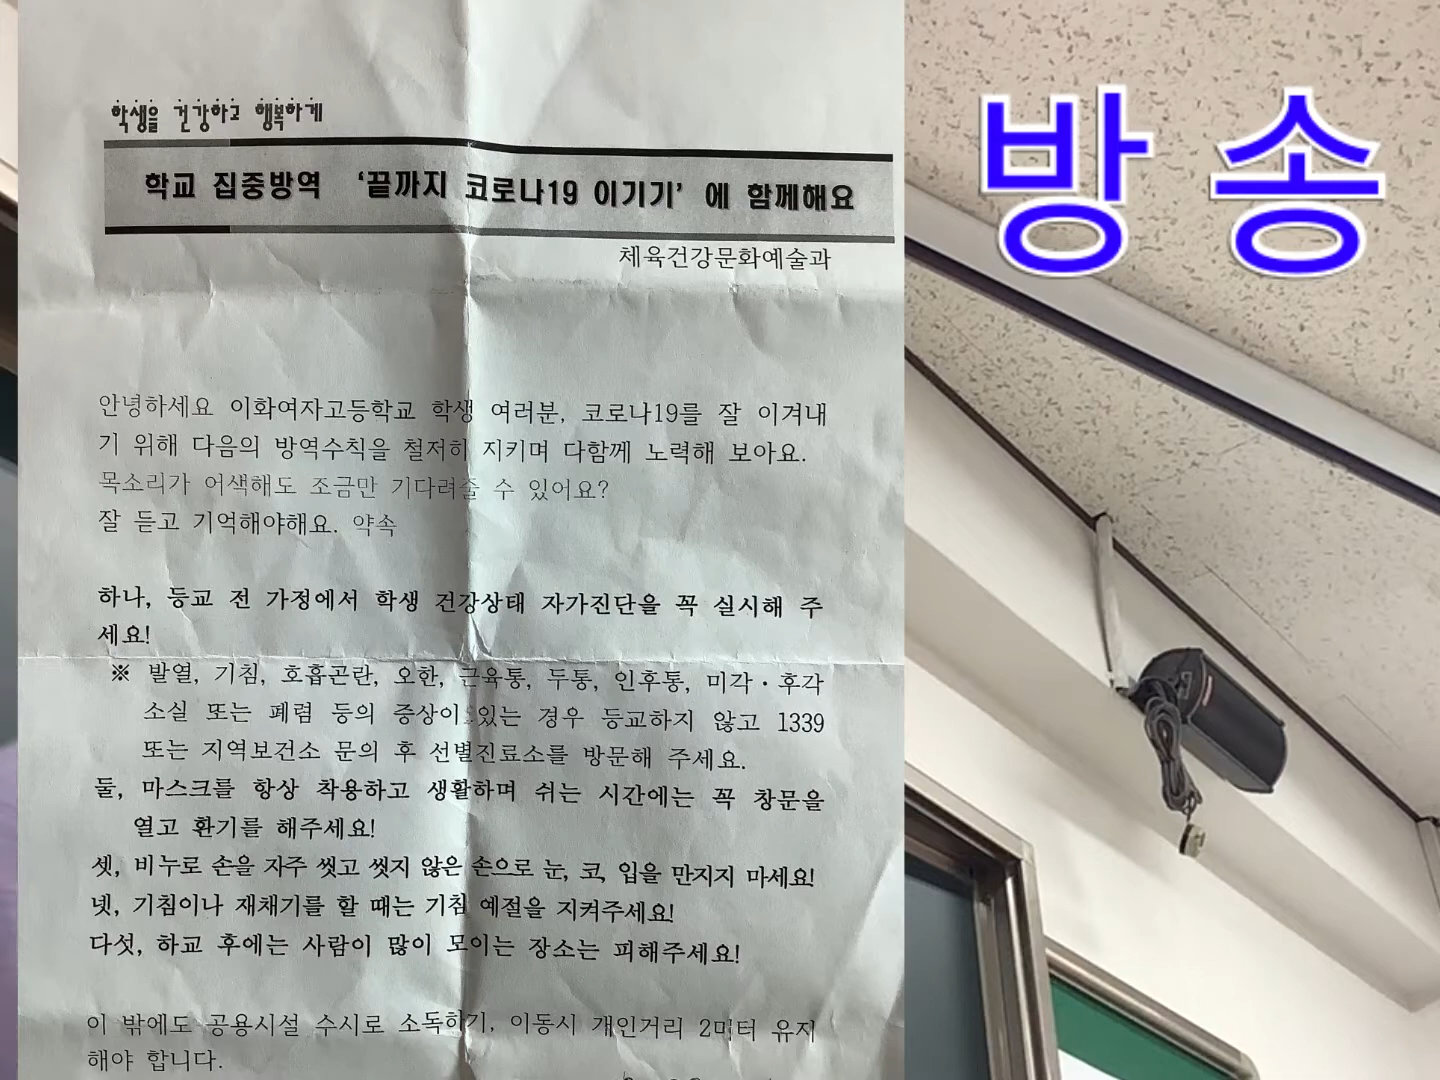 학생을 건강하고 행복하게
학교 집중방역 ‘끝까지 코로나19 이기기’ 에 함께해요
체육건강문화예술과
안녕하세요 이화여자고등학교 학생 여러분, 코로나19를 잘 이겨내
기 위해 다음의 방역수칙을 철저히 지키며 다함께 노력해 보아요.
목소리가 어색해도 조금만 기다려줄 수 있어요?
잘 듣고 기억해야해요. 약속
하나, 등교 전 가정에서 학생 건강상태 자가진단을 꼭 실시해 주
세요!
※ 발열, 기침, 호흡곤란, 오한, 근육통, 두통, 인후통, 미각·후각
소실 또는 폐렴 등의 증상이 있는 경우 등교하지 않고 1339
또는 지역보건소 문의 후 선별진료소를 방문해 주세요.
둘, 마스크를 항상 착용하고 생활하며 쉬는 시간에는 꼭 창문을
열고 환기를 해주세요!
셋, 비누로 손을 자주 씻고 씻지 않은 손으로 눈, 코, 입을 만지지 마세요!
넷, 기침이나 재채기를 할 때는 기침 예절을 지켜주세요!
다섯, 하교 후에는 사람이 많이 모이는 장소는 피해주세요!
이 밖에도 공용시설 수시로 소독하기, 이동시 개인거리 2미터 유지
해야 합니다.
방송